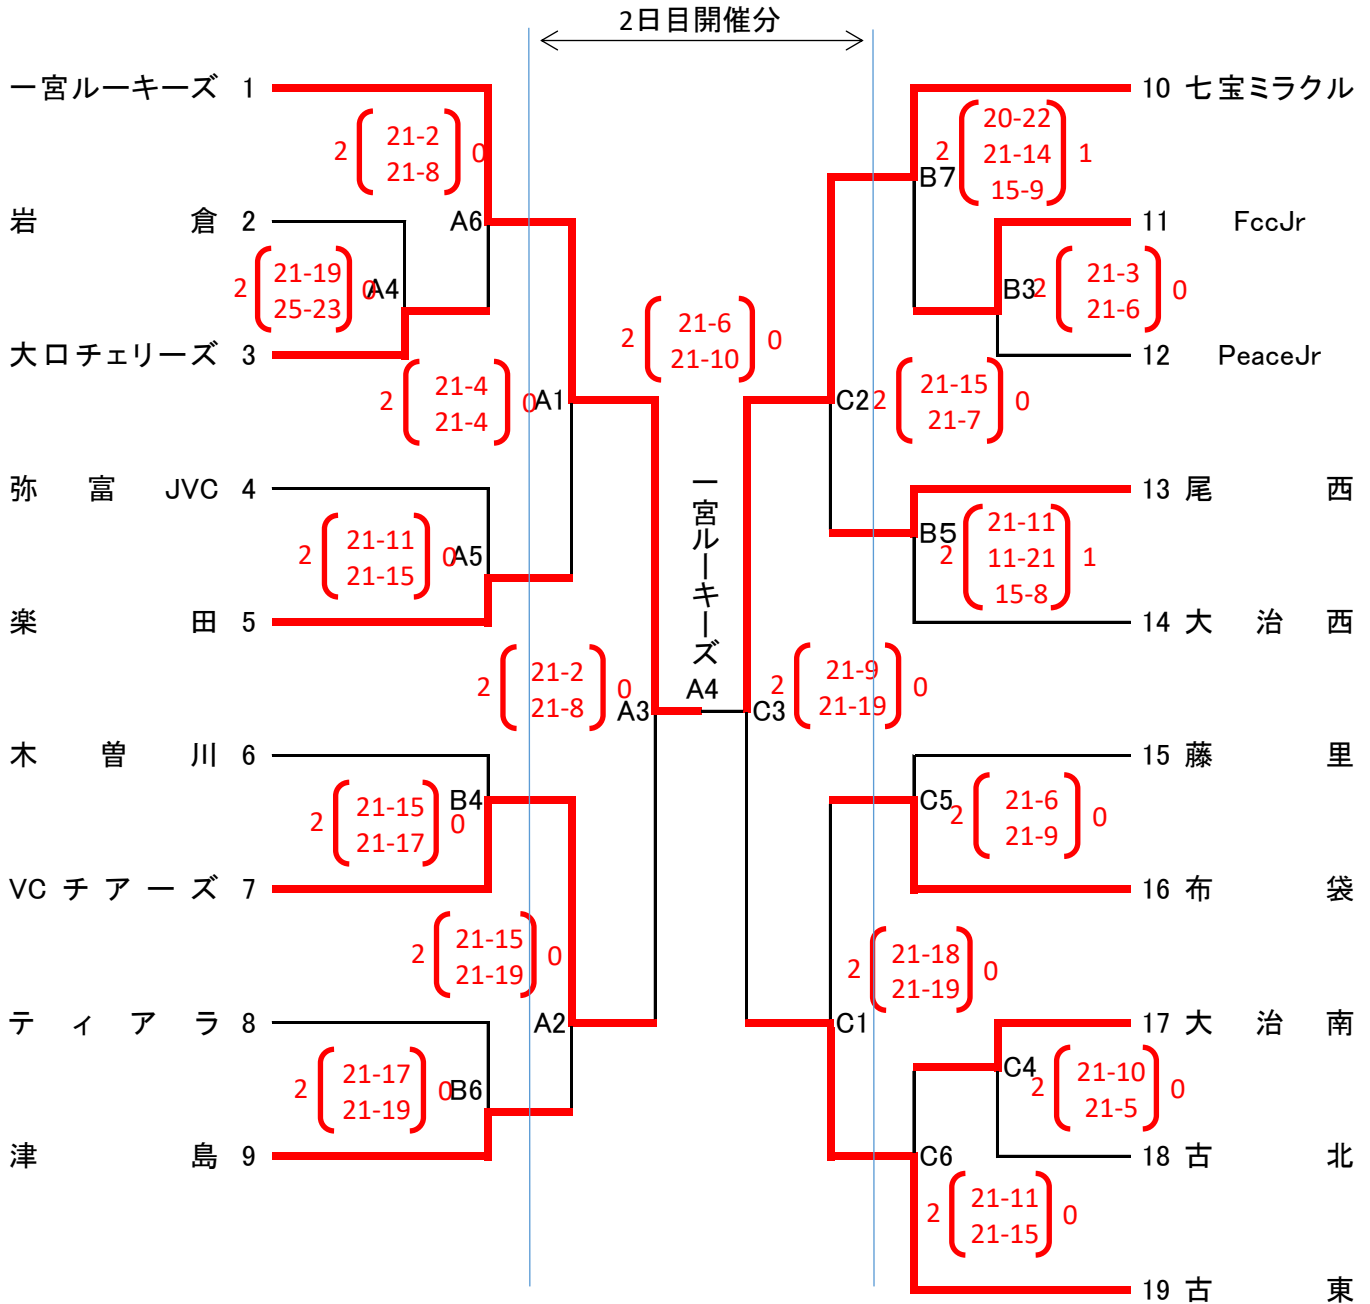 2日目開催分
一宮ルーキーズ 1
2 21-2 0
21-8
A6
岩 倉 2
2 21-19 0
25-23
A4
大口チェリーズ 3
2 21-4 0
21-4
A1
弥 富 JVC 4
2 21-11 0
21-15
A5
楽 田 5
2 21-2 0
21-8
A3
木 曽 川 6
2 21-15 0
21-17
B4
VC チ ア ー ズ 7
2 21-15 0
21-19
A2
テ ィ ア ラ 8
2 21-17 0
21-19
B6
津 島 9
2 21-6 0
21-10
一宮ルーキーズ
A4
10 七宝ミラクル
20-22
2 21-14 1
15-9
B7
11 FccJr
B3
2 21-3 0
21-6
12 PeaceJr
C2
2 21-15 0
21-7
13 尾 西
B5
21-11
2 11-21 1
15-8
14 大 治 西
C3
2 21-9 0
21-19
15 藤 里
C5
2 21-6 0
21-9
16 布 袋
2 21-18 0
21-19
C1
17 大 治 南
C4
2 21-10 0
21-5
18 古 北
C6
2 21-11 0
21-15
19 古 東